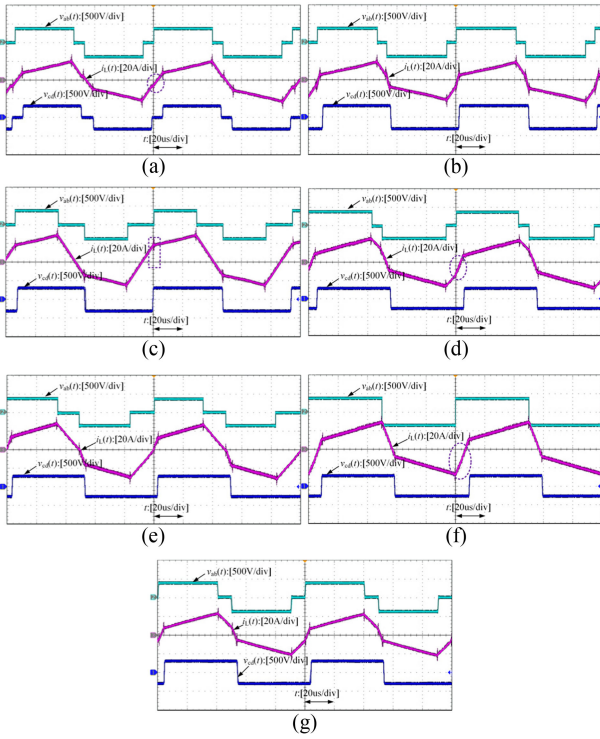 vab(t):[500V/div]
iL(t):[20A/div]
vcd(t):[500V/div]
t:[20us/div]
(a)
vab(t):[500V/div]
iL(t):[20A/div]
vcd(t):[500V/div]
t:[20us/div]
(b)
vab(t):[500V/div]
iL(t):[20A/div]
vcd(t):[500V/div]
t:[20us/div]
(c)
vab(t):[500V/div]
iL(t):[20A/div]
vcd(t):[500V/div]
t:[20us/div]
(d)
vab(t):[500V/div]
iL(t):[20A/div]
vcd(t):[500V/div]
t:[20us/div]
(e)
vab(t):[500V/div]
iL(t):[20A/div]
vcd(t):[500V/div]
t:[20us/div]
(f)
vab(t):[500V/div]
iL(t):[20A/div]
vcd(t):[500V/div]
t:[20us/div]
(g)